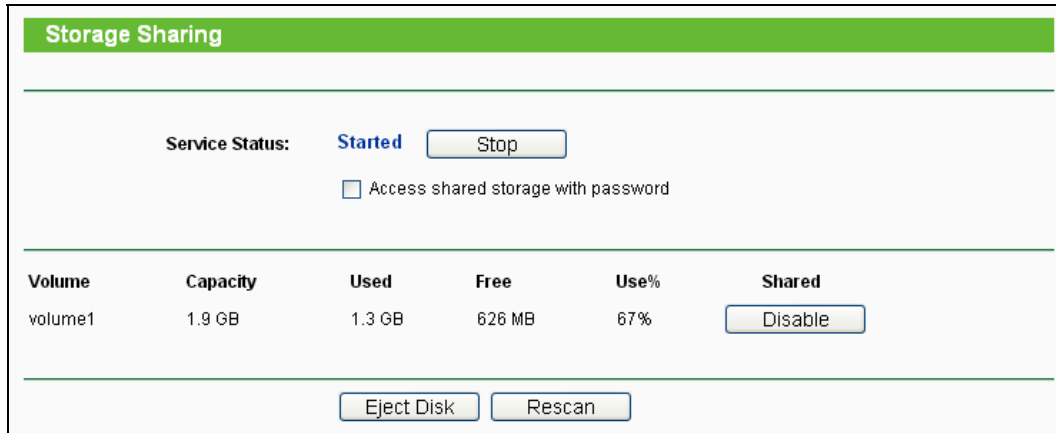 Storage Sharing
Service Status: Started Stop
Access shared storage with password
Volume Capacity Used Free Use% Shared
volume1 1.9 GB 1.3 GB 626 MB 67% Disable
Eject Disk Rescan